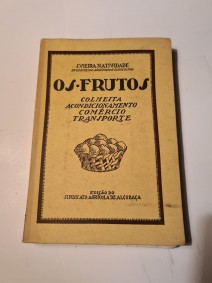 J. VIEIRA NATIVIDADE
OS·FRUTOS
COLHEITA
ACONDICIONAMENTO
COMÉRCIO
TRANSPORTE
EDIÇÃO DO
SINDICATO AGRÍCOLA DE ALCOBAÇA